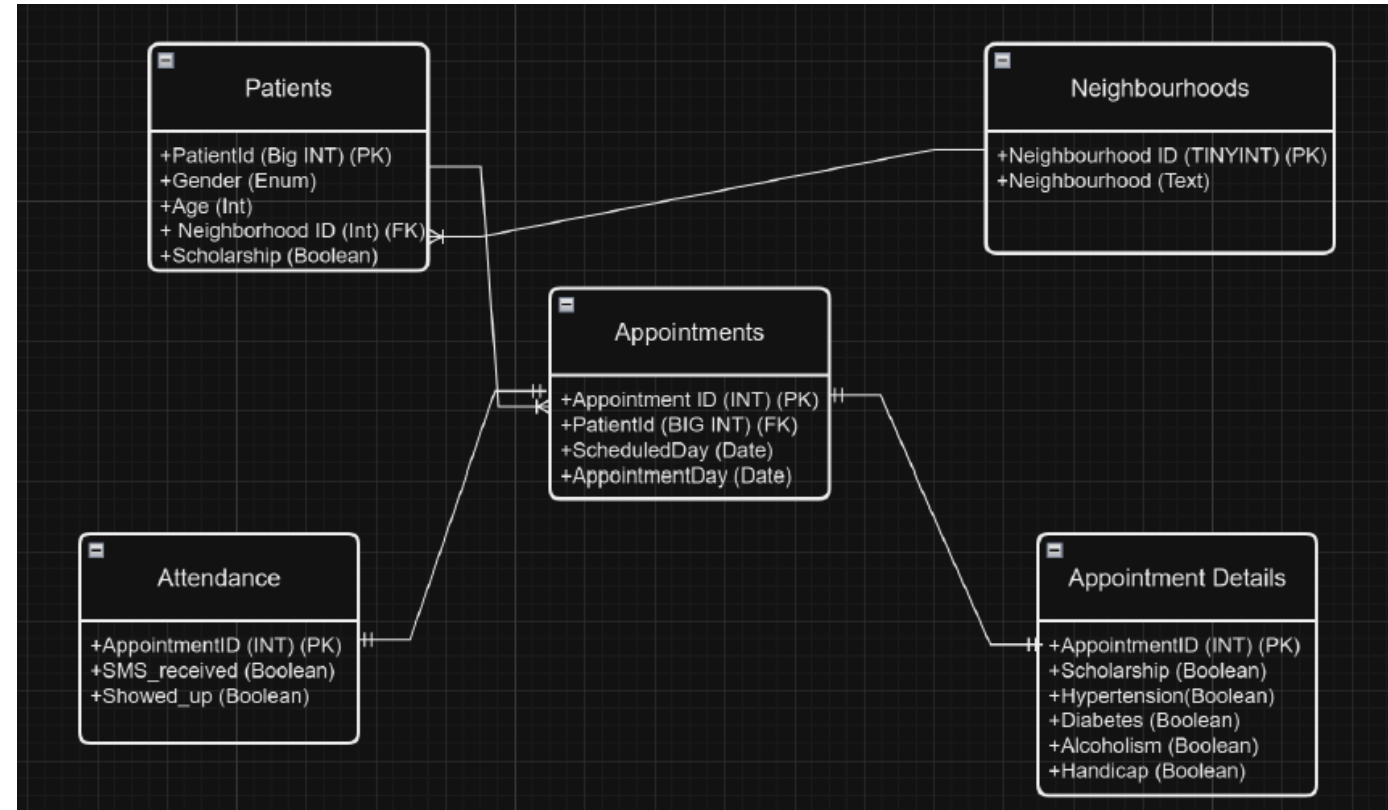 Patients
+PatientId (Big INT) (PK)
+Gender (Enum)
+Age (Int)
+ Neighborhood ID (Int) (FK)
+Scholarship (Boolean)
Neighbourhoods
+Neighbourhood ID (TINYINT) (PK)
+Neighbourhood (Text)
Appointments
+Appointment ID (INT) (PK)
+PatientId (BIG INT) (FK)
+ScheduledDay (Date)
+AppointmentDay (Date)
Attendance
+AppointmentID (INT) (PK)
+SMS_received (Boolean)
+Showed_up (Boolean)
Appointment Details
+AppointmentID (INT) (PK)
+Scholarship (Boolean)
+Hypertension(Boolean)
+Diabetes (Boolean)
+Alcoholism (Boolean)
+Handicap (Boolean)